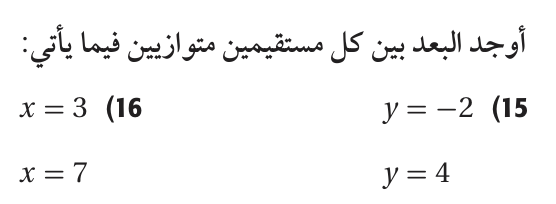 أوجد البعد بين كل مستقيمين متوازيين فيما يأتي:
15) y = −2
y = 4
16) x = 3
x = 7